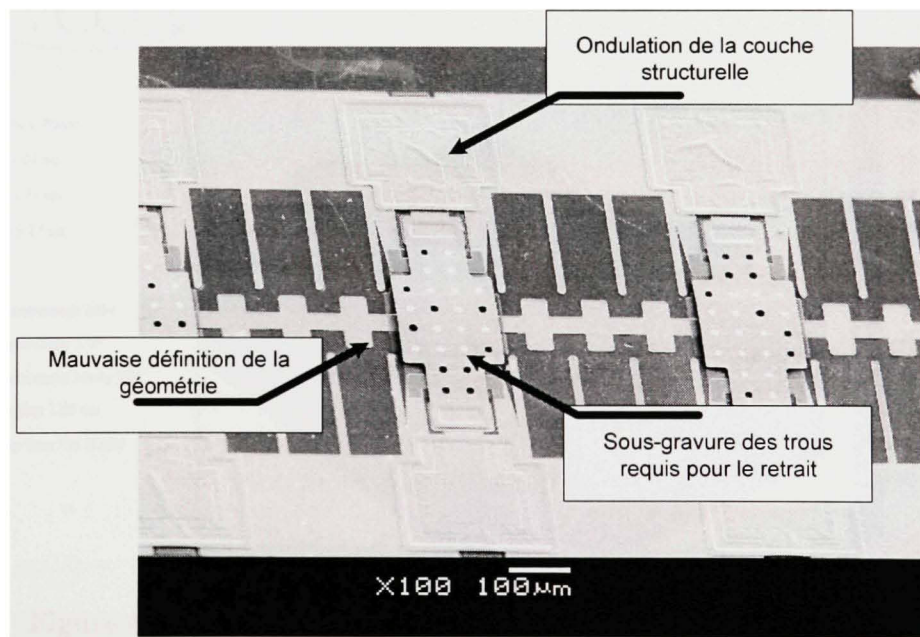 Ondulation de la couche
structurelle
Mauvaise définition de la
géométrie
Sous-gravure des trous
requis pour le retrait
X100 100µm